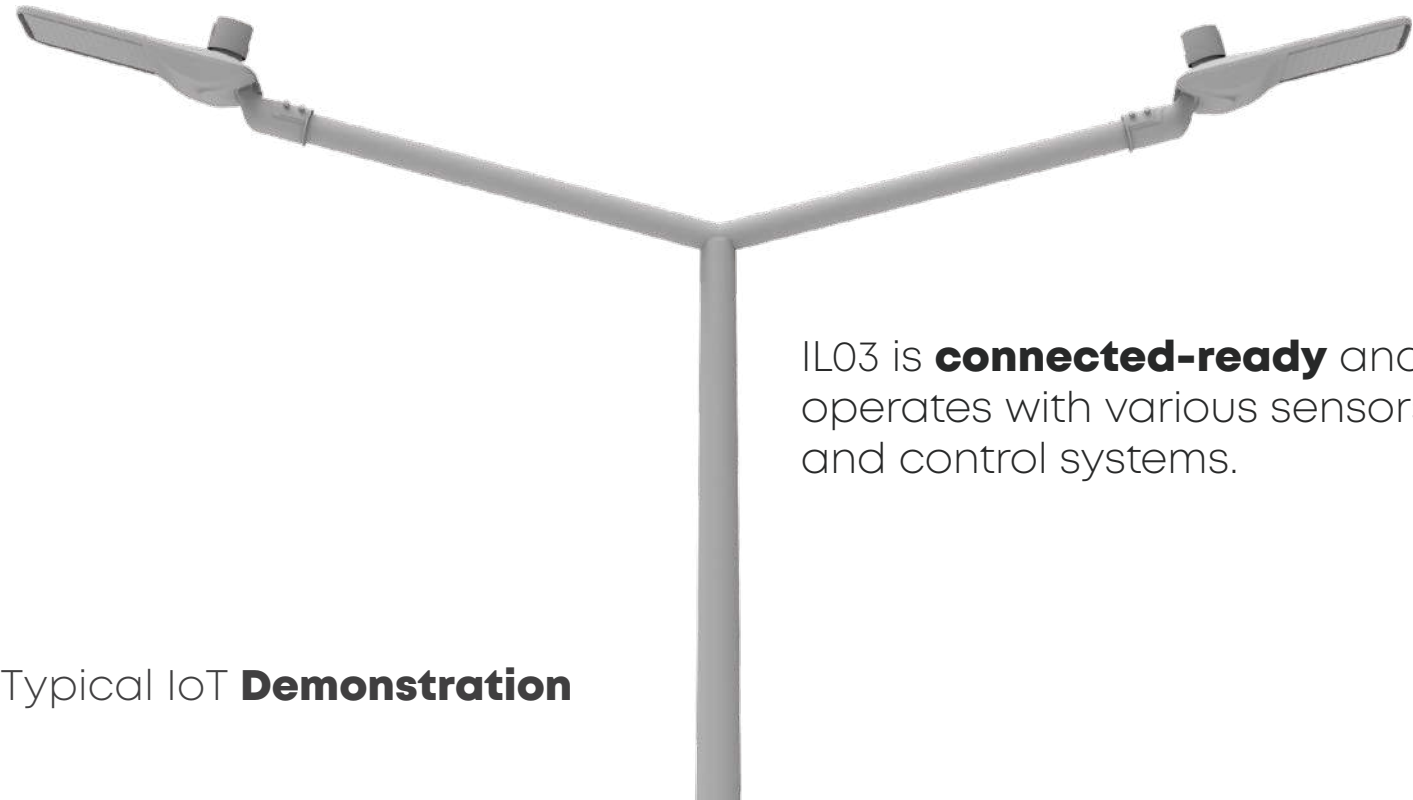 IL03 is connected-ready and
operates with various sensor
and control systems.
Typical IoT Demonstration